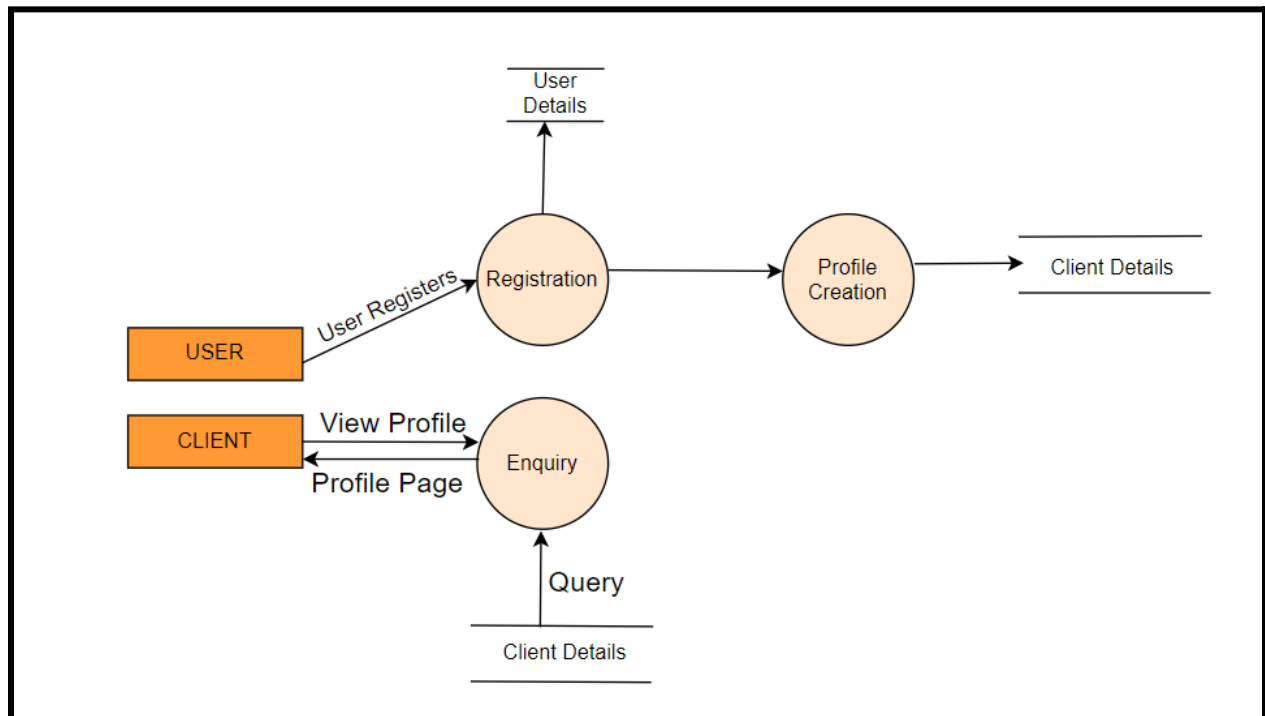 User
Details
Registration
Profile
Creation
Client Details
User Registers
USER
CLIENT
View Profile
Profile Page
Enquiry
Query
Client Details